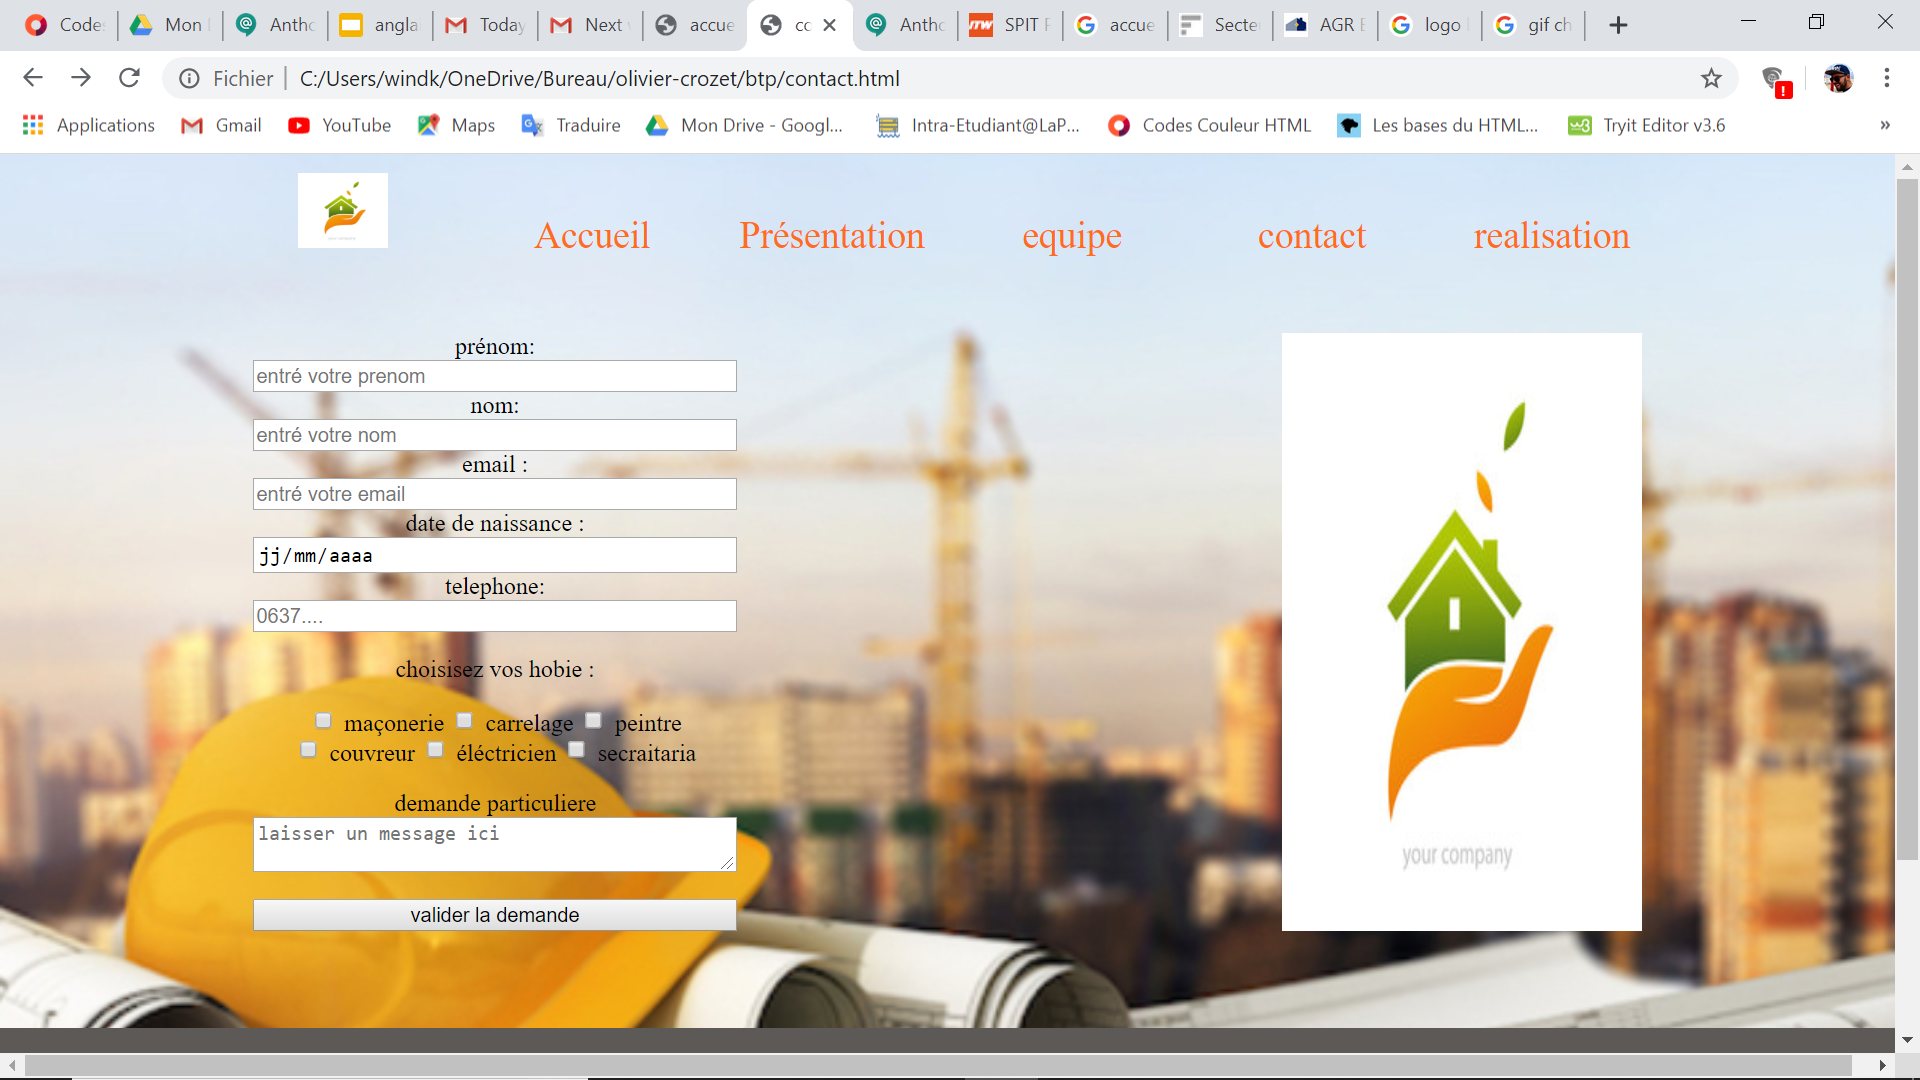 Code: Mon Antho angla Today Next accue cc Antho SPIT F accue Secte AGR E logo gif ch
Fichier C:/Users/windk/OneDrive/Bureau/olivier-crozet/btp/contact.html
Applications Gmail YouTube Maps Traduire Mon Drive - Googl... Intra-Etudiant@LaP... Codes Couleur HTML Les bases du HTML... Tryit Editor v3.6 »
Accueil Présentation equipe contact realisation
prénom:
entré votre prenom
nom:
entré votre nom
email :
entré votre email
date de naissance :
jj/mm/aaaa
telephone:
0637....
choisisez vos hobie :
maçonerie carrelage peintre
couvreur éléctricien secraitaria
demande particuliere
laisser un message ici
valider la demande
your company